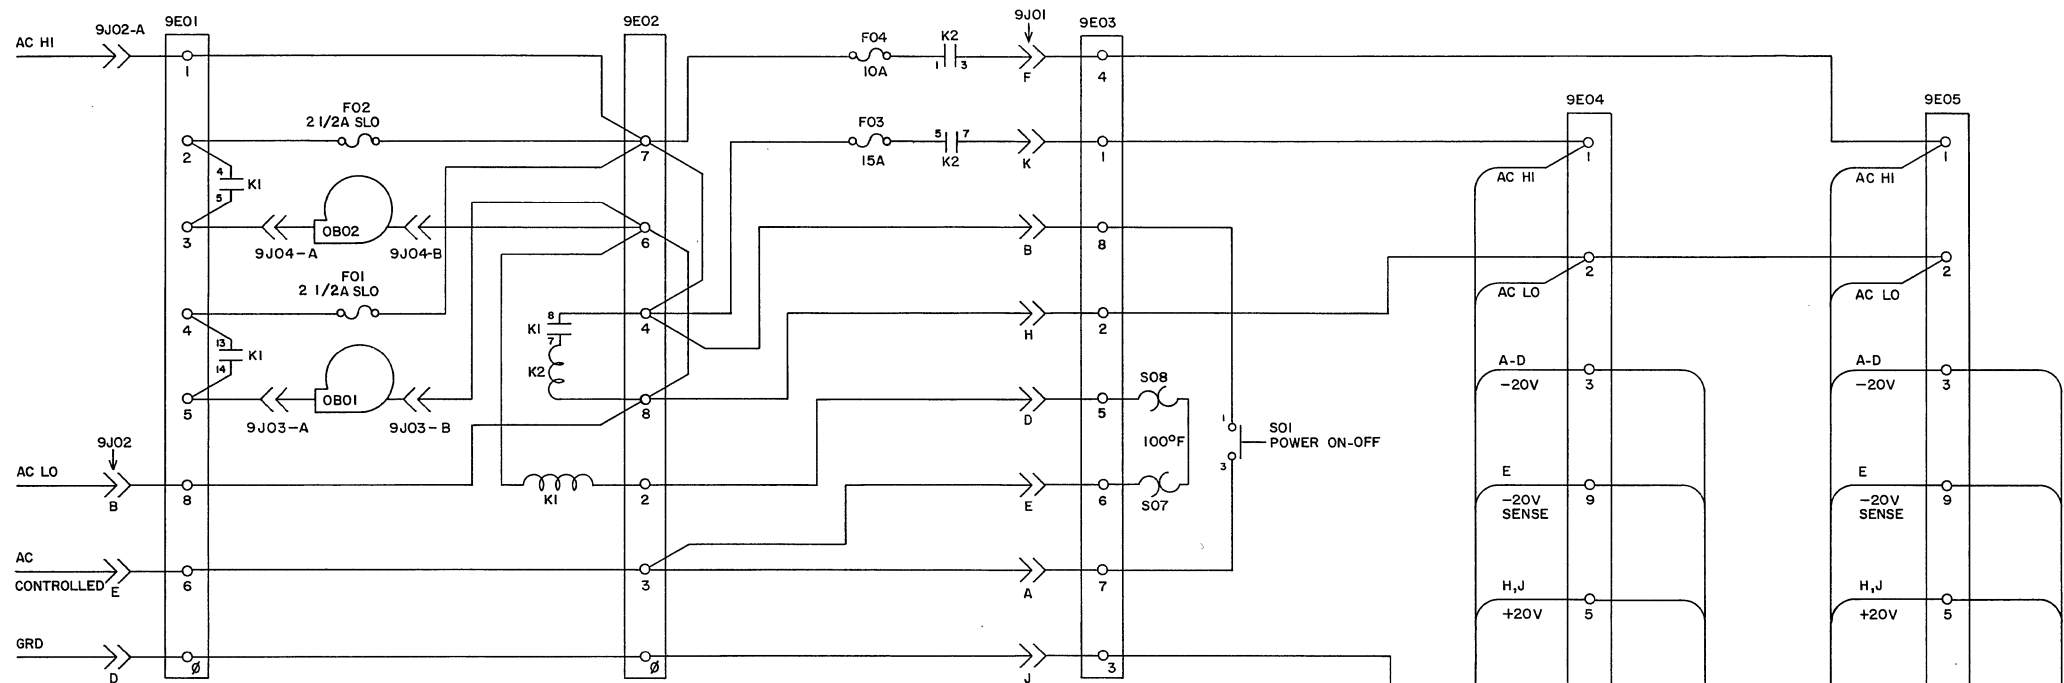 9J01
9J02-A
9E01
9E02
9E03
AC HI
F04
K2
1
4
10A
1 3
F
F02
2 1/2A SLO
9E04
9E05
F03
5 7
2
7
15A
K2
K
1
1
1
4
K1
5
AC HI
AC HI
3
OB02
6
B
8
9J04-A
9J04-B
2
2
F01
2 1/2A SLO
AC LO
AC LO
4
8
K1
7
4
H
2
13
K1
14
K2
A-D
-20V
3
A-D
-20V
3
S08
5
OB01
8
D
5
1
S01
POWER ON-OFF
100°F
9J03-A
9J03-B
9J02
3
AC LO
B
8
K1
2
E
6
S07
E
-20V
SENSE
9
E
-20V
SENSE
9
AC
CONTROLLED
E
6
3
A
7
H,J
+20V
5
H,J
+20V
5
GRD
D
Ø
Ø
J
3